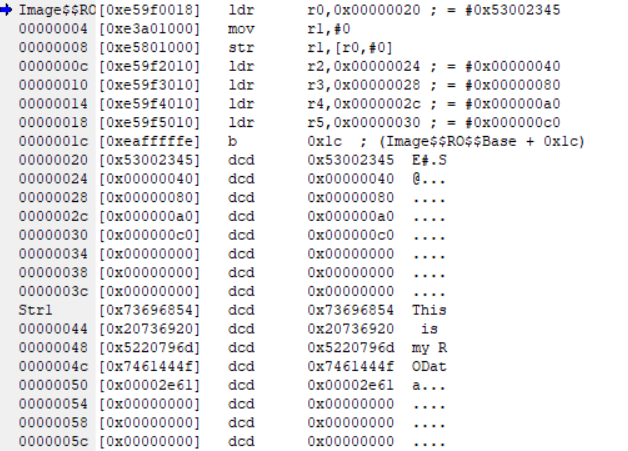 Image$$RO[0xe59f0018] ldr r0,0x00000020 ; = #0x53002345
00000004 [0xe3a01000] mov r1,#0
00000008 [0xe5801000] str r1,[r0,#0]
0000000c [0xe59f2010] ldr r2,0x00000024 ; = #0x00000040
00000010 [0xe59f3010] ldr r3,0x00000028 ; = #0x00000080
00000014 [0xe59f4010] ldr r4,0x0000002c ; = #0x000000a0
00000018 [0xe59f5010] ldr r5,0x00000030 ; = #0x000000c0
0000001c [0xeafffffe] b 0x1c ; (Image$$RO$$Base + 0x1c)
00000020 [0x53002345] dcd 0x53002345 E#.S
00000024 [0x00000040] dcd 0x00000040 @...
00000028 [0x00000080] dcd 0x00000080 ....
0000002c [0x000000a0] dcd 0x000000a0 ....
00000030 [0x000000c0] dcd 0x000000c0 ....
00000034 [0x00000000] dcd 0x00000000 ....
00000038 [0x00000000] dcd 0x00000000 ....
0000003c [0x00000000] dcd 0x00000000 ....
Str1 [0x73696854] dcd 0x73696854 This
00000044 [0x20736920] dcd 0x20736920 is
00000048 [0x5220796d] dcd 0x5220796d my R
0000004c [0x7461444f] dcd 0x7461444f ODat
00000050 [0x00002e61] dcd 0x00002e61 a...
00000054 [0x00000000] dcd 0x00000000 ....
00000058 [0x00000000] dcd 0x00000000 ....
0000005c [0x00000000] dcd 0x00000000 ....